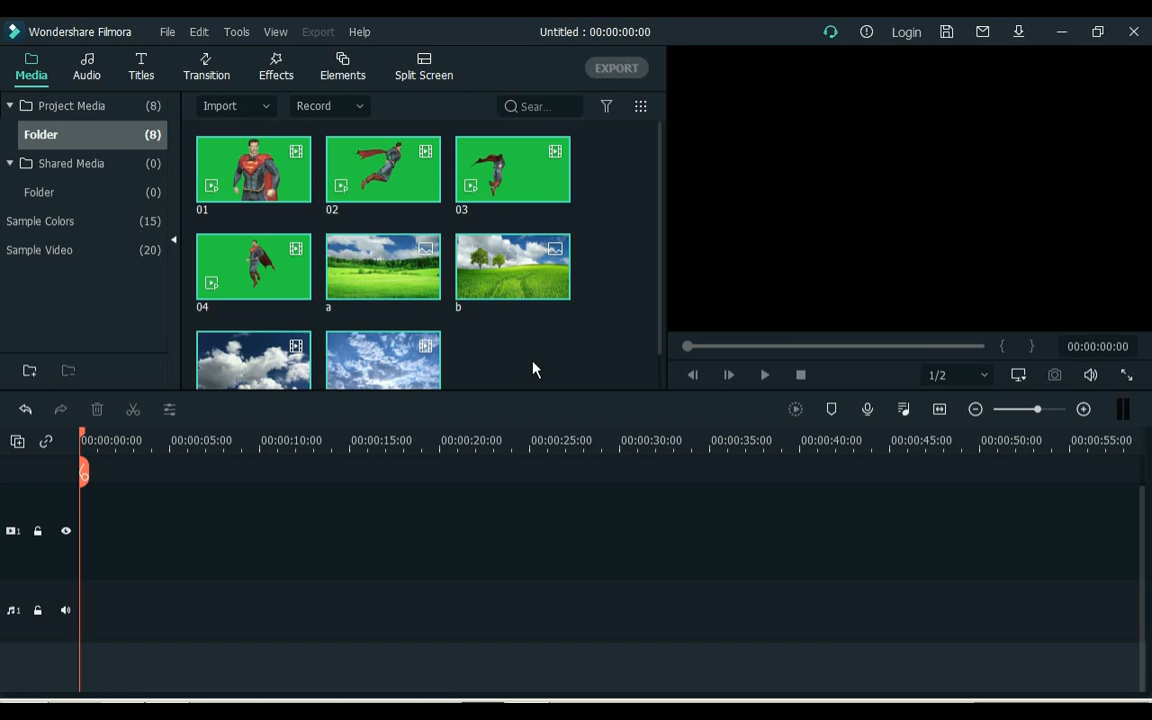 Wondershare Filmora File Edit Tools View Export Help Untitled : 00:00:00:00 Login
Media Audio Titles Transition Effects Elements Split Screen EXPORT
Project Media (8)
Folder (8)
Shared Media (0)
Folder (0)
Sample Colors (15)
Sample Video (20)
Import Record Sear...
01 02 03
04 a b
00:00:00:00
1/2
00:00:00:00 00:00:05:00 00:00:10:00 00:00:15:00 00:00:20:00 00:00:25:00 00:00:30:00 00:00:35:00 00:00:40:00 00:00:45:00 00:00:50:00 00:00:55:00
1
1